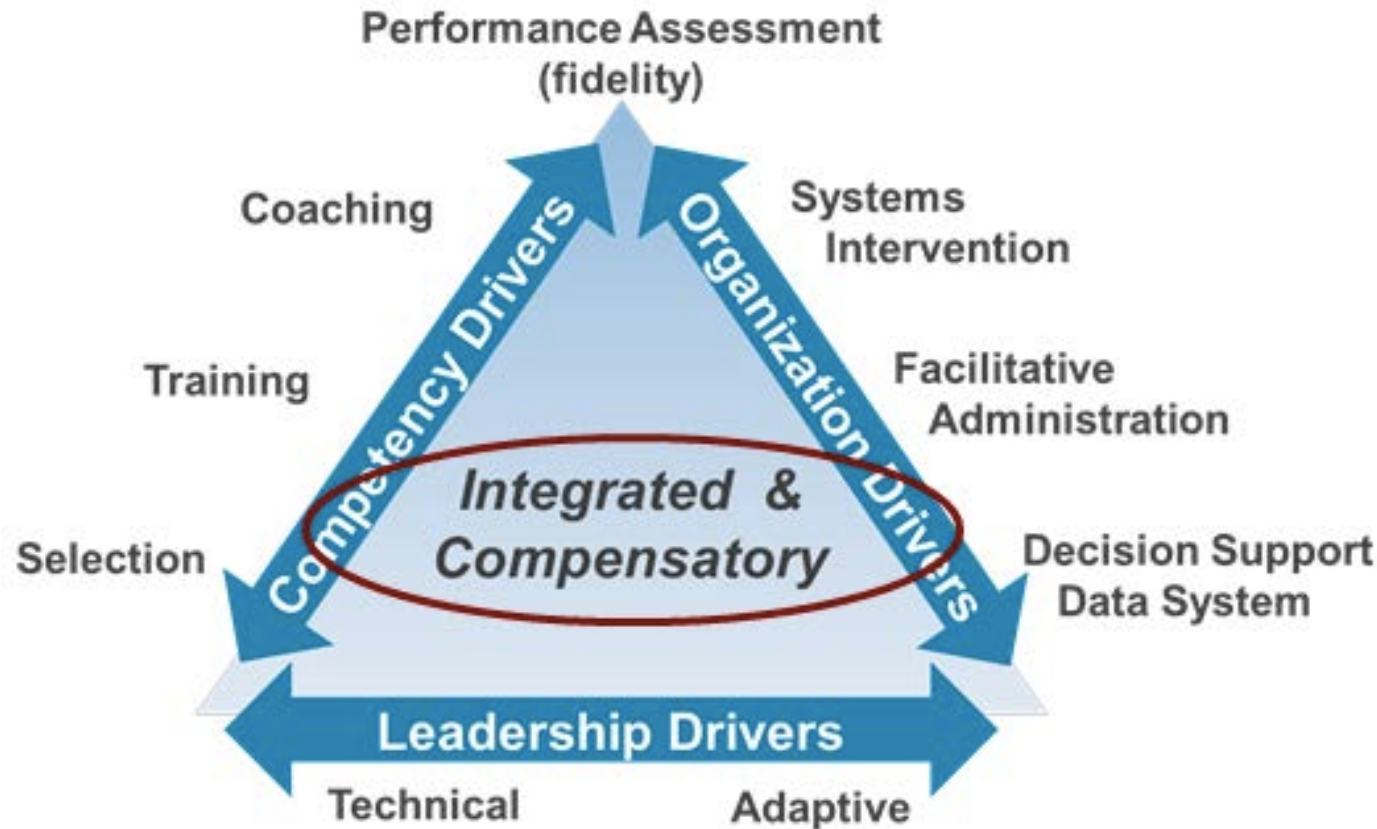 Performance Assessment
(fidelity)
Coaching
Systems
Intervention
Competency Drivers
Organization Drivers
Training
Facilitative
Administration
Integrated &
Compensatory
Selection
Decision Support
Data System
Leadership Drivers
Technical
Adaptive